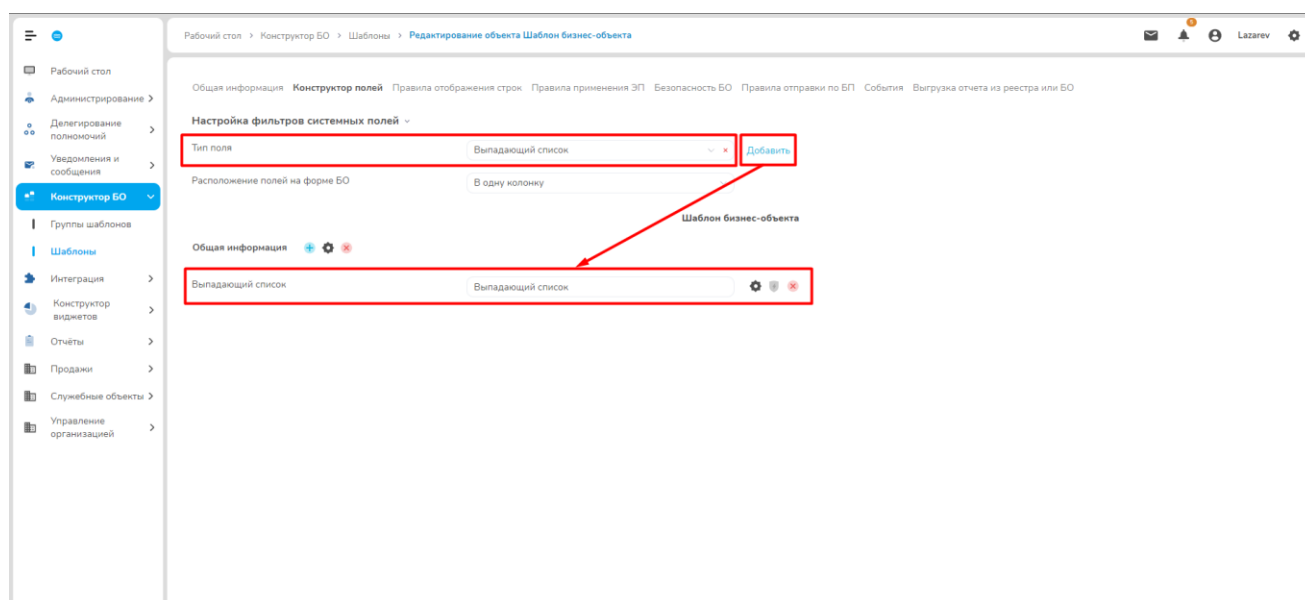 Рабочий стол > Конструктор БО > Шаблоны > Редактирование объекта Шаблон бизнес-объекта
5
Lazarev
Рабочий стол
Администрирование
Делегирование
полномочий
Уведомления и
сообщения
Конструктор БО
Группы шаблонов
Шаблоны
Интеграция
Конструктор
виджетов
Отчёты
Продажи
Служебные объекты
Управление
организацией
Общая информация Конструктор полей Правила отображения строк Правила применения ЭП Безопасность БО Правила отправки по БП События Выгрузка отчета из реестра или БО
Настройка фильтров системных полей
Тип поля Выпадающий список Добавить
Расположение полей на форме БО В одну колонку
Шаблон бизнес-объекта
Общая информация
Выпадающий список Выпадающий список